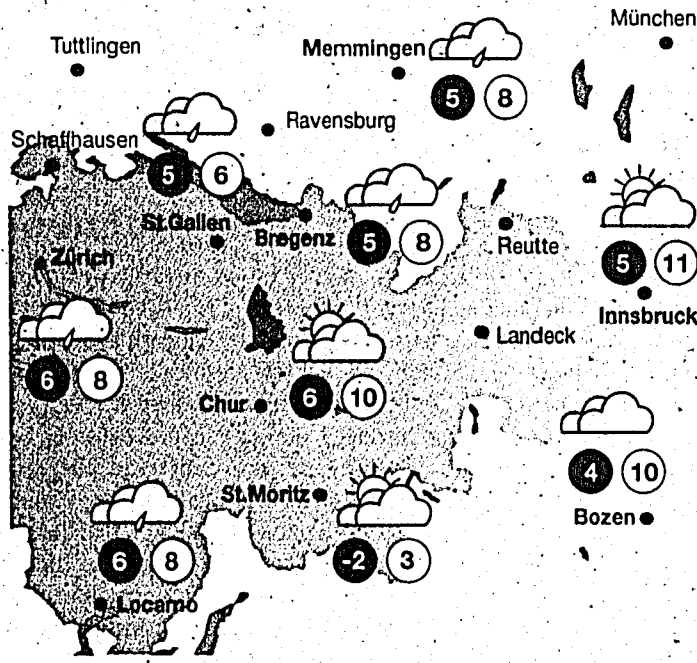 München
Tuttlingen
Memmingen
5 8
Ravensburg
Schaffhausen
5 6
St.Gallen
Bregenz
5 8
Reutte
5 11
Innsbruck
Zürich
6 8
Landeck
Chur
6 10
4 10
Bozen
St.Moritz
-2 3
6 8
Locarno